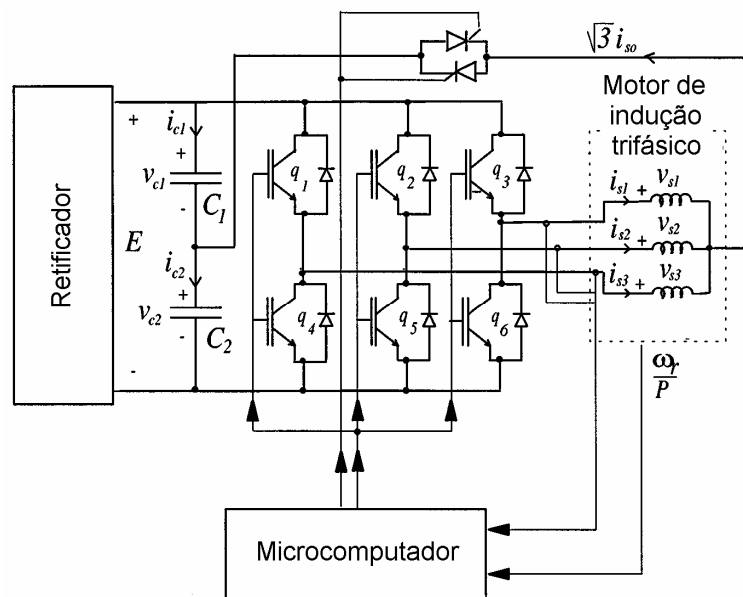 √3 i_so
Motor de
indução
trifásico
Retificador
+
i_c1
+
v_c1
-
C_1
E
i_c2
+
v_c2
-
C_2
-
q_1
q_2
q_3
q_4
q_5
q_6
i_s1 + v_s1
i_s2 + v_s2
i_s3 + v_s3
ω_r
P
Microcomputador